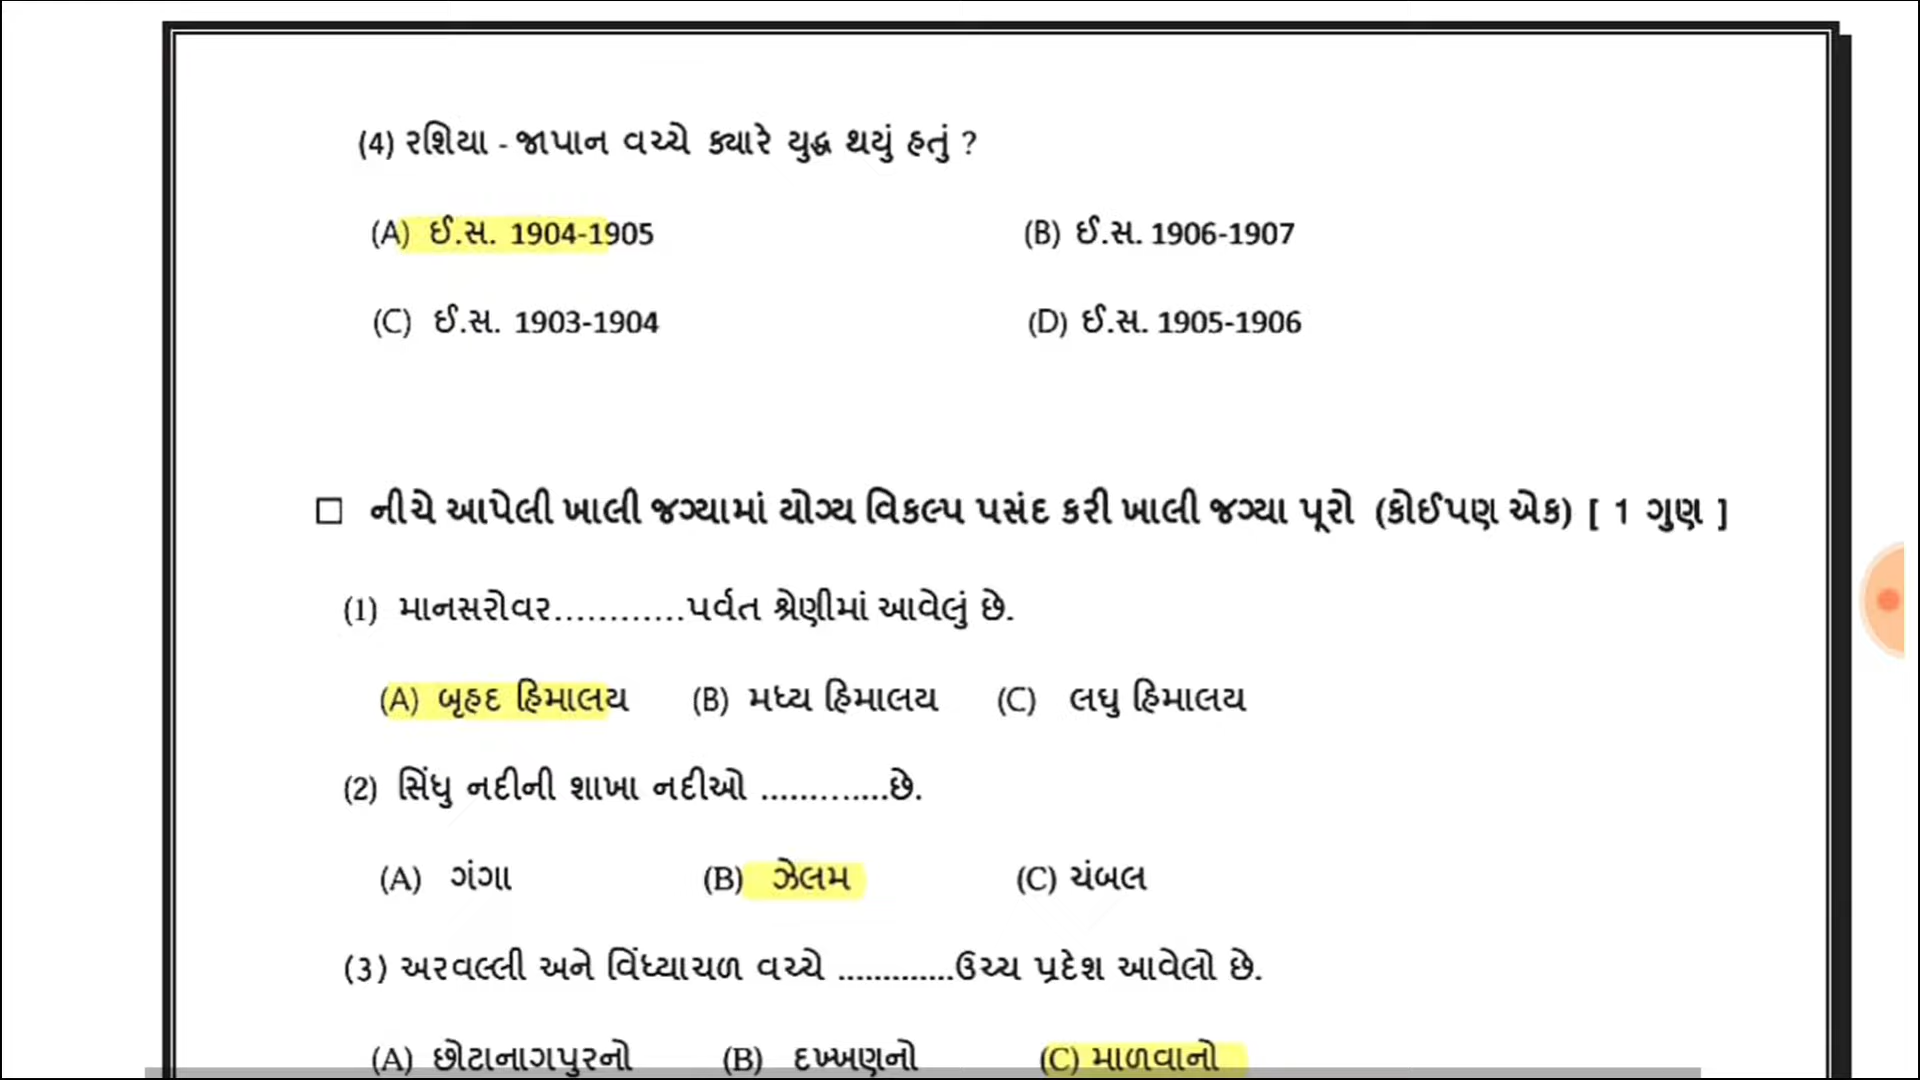 (4) રશિયા - જાપાન વચ્ચે ક્યારે યુદ્ધ થયું હતું ?
(A) ઈ.સ. 1904-1905 (B) ઈ.સ. 1906-1907
(C) ઈ.સ. 1903-1904 (D) ઈ.સ. 1905-1906
□ નીચે આપેલી ખાલી જગ્યામાં યોગ્ય વિકલ્પ પસંદ કરી ખાલી જગ્યા પૂરો (કોઈપણ એક) [ 1 ગુણ ]
(1) માનસરોવર............પર્વત શ્રેણીમાં આવેલું છે.
(A) બૃહદ હિમાલય (B) મધ્ય હિમાલય (C) લઘુ હિમાલય
(2) સિંધુ નદીની શાખા નદીઓ ............છે.
(A) ગંગા (B) ઝેલમ (C) ચંબલ
(૩) અરવલ્લી અને વિંધ્યાચળ વચ્ચે .............ઉચ્ચ પ્રદેશ આવેલો છે.
(A) છોટાનાગપુરનો (B) દખ્ખણનો (C) માળવાનો